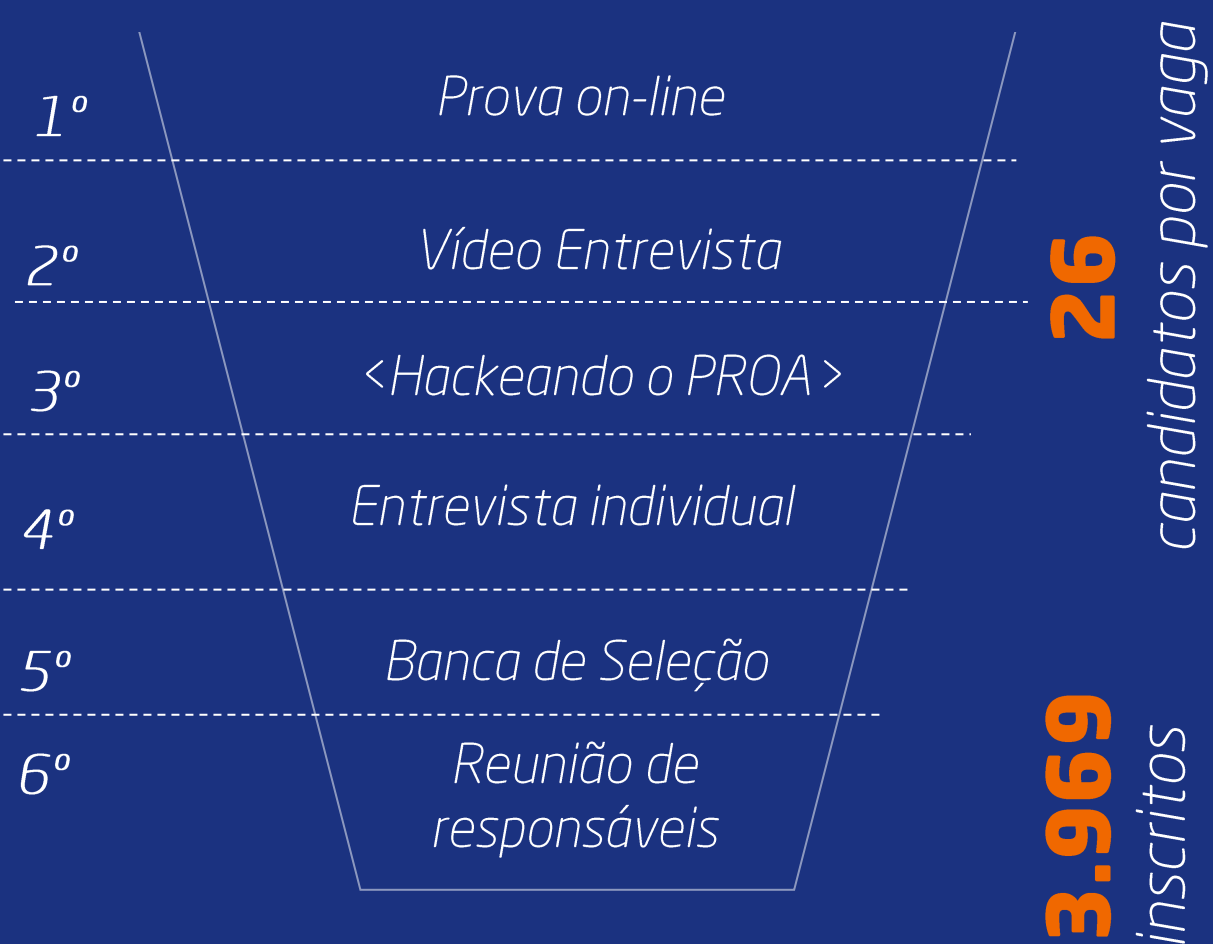 1º
Prova on-line
2º
Vídeo Entrevista
3º
<Hackeando o PROA >
4º
Entrevista individual
5º
Banca de Seleção
6º
Reunião de
responsáveis
3.969
inscritos
26
candidatos por vaga